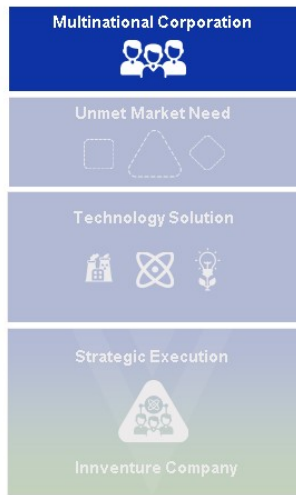 Multinational Corporation
Unmet Market Need
Technology Solution
Strategic Execution
Innventure Company